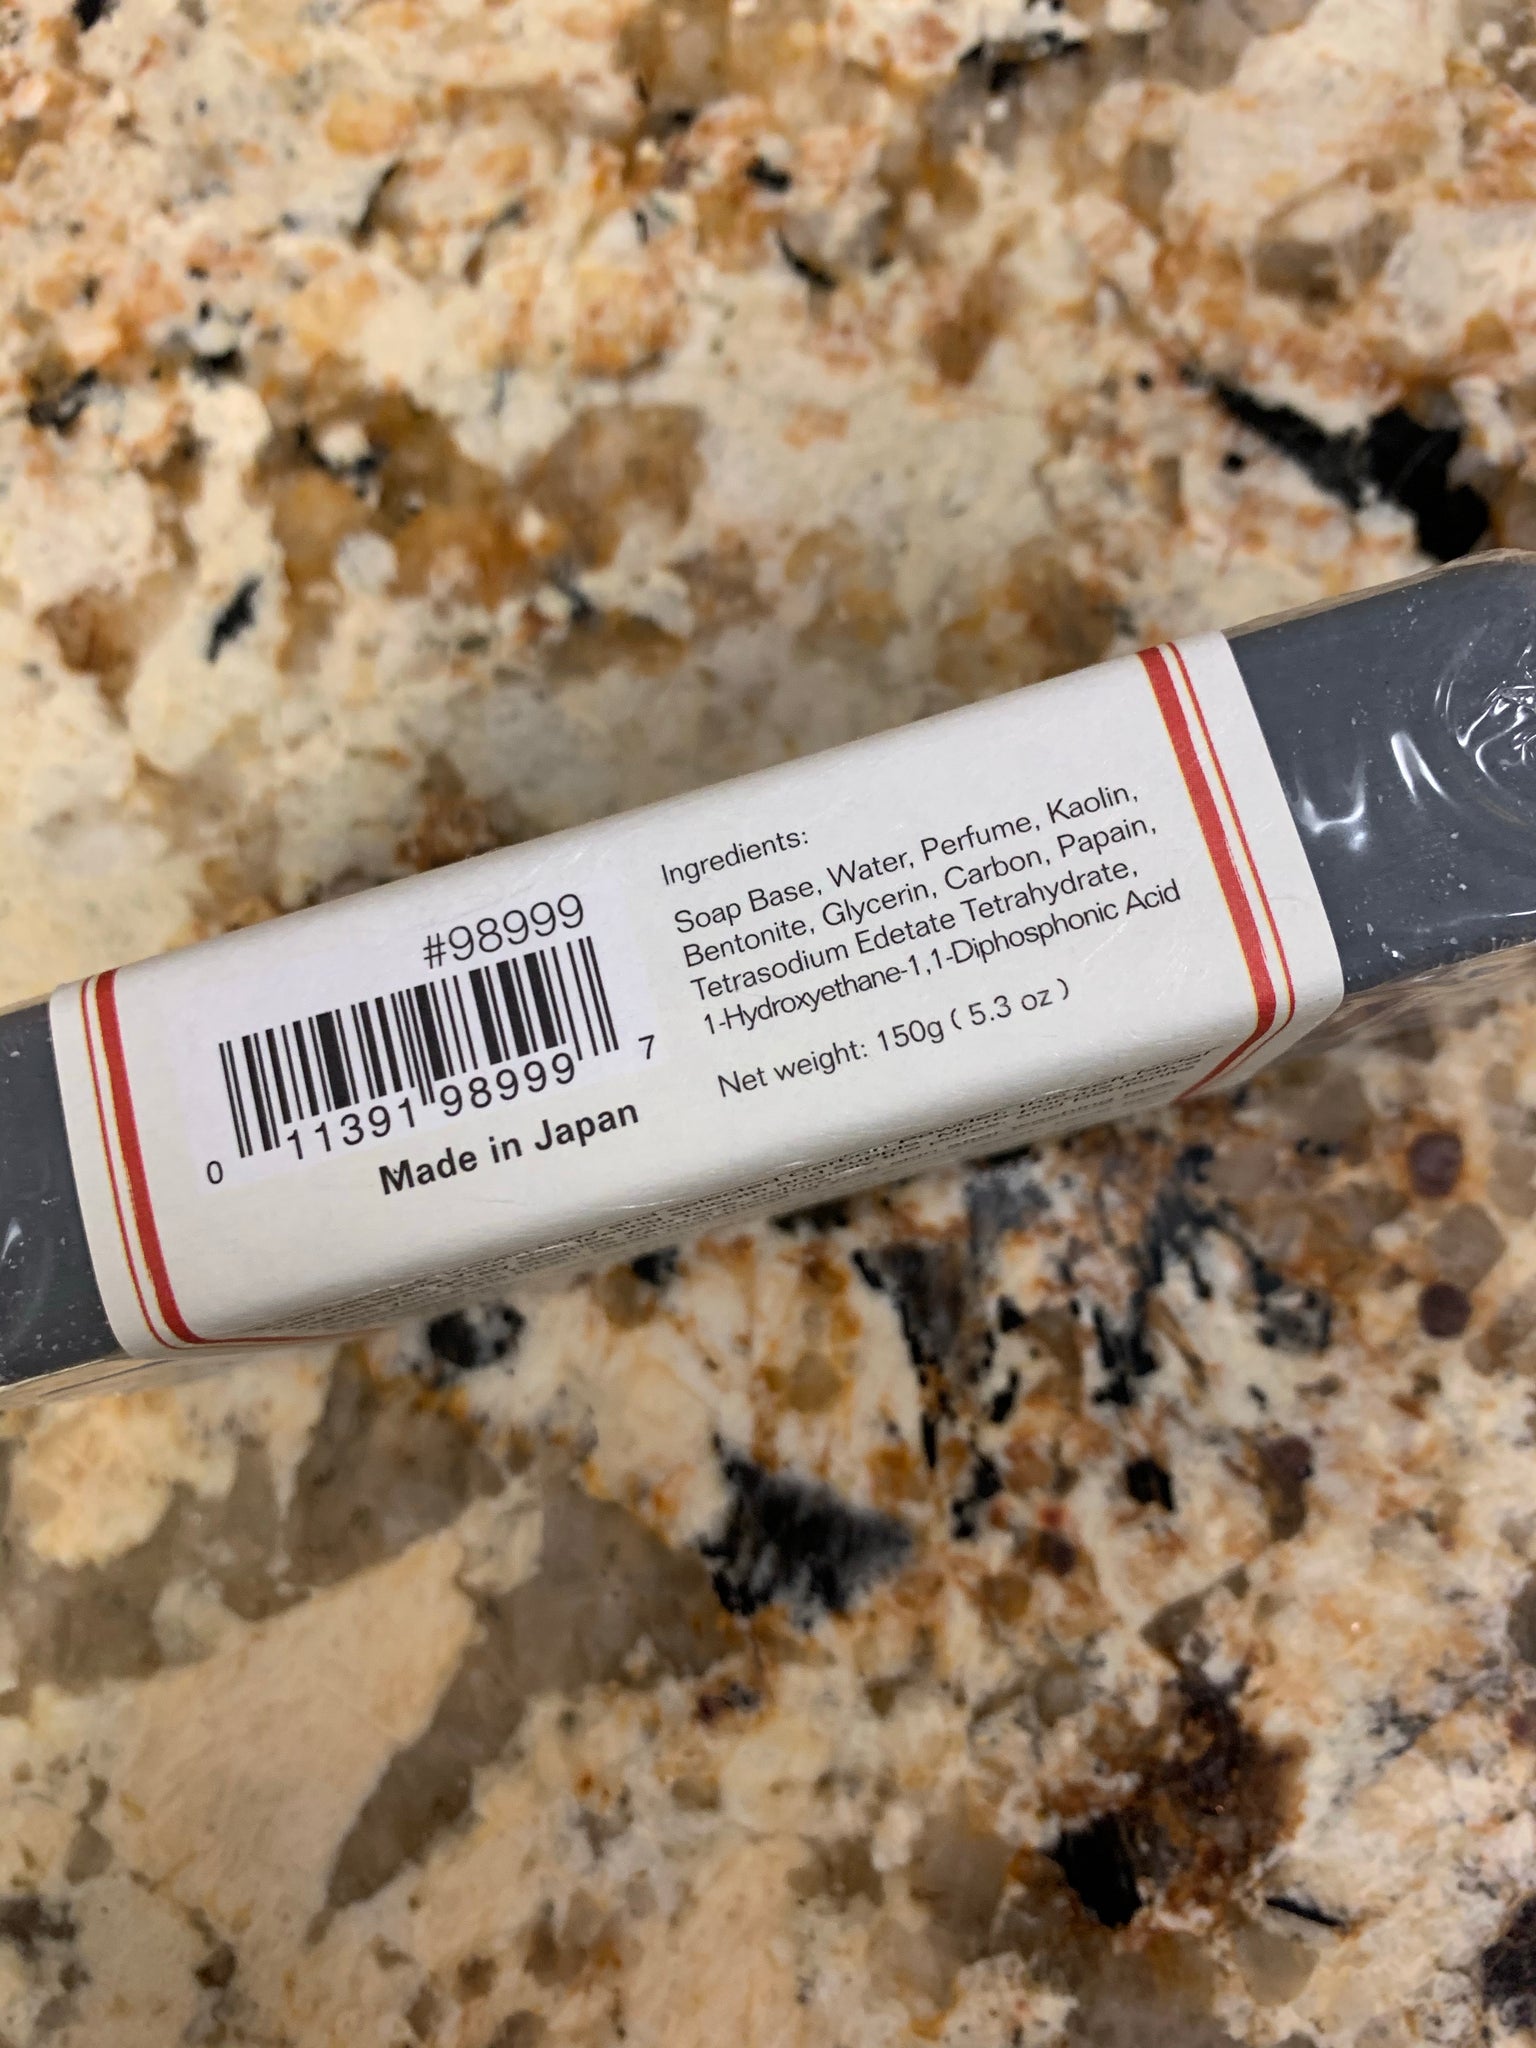 #98999
0 11391 98999 7
Made in Japan
Ingredients:
Soap Base, Water, Perfume, Kaolin,
Bentonite, Glycerin, Carbon, Papain,
Tetrasodium Edetate Tetrahydrate,
1-Hydroxyethane-1,1-Diphosphonic Acid
Net weight: 150g ( 5.3 oz )